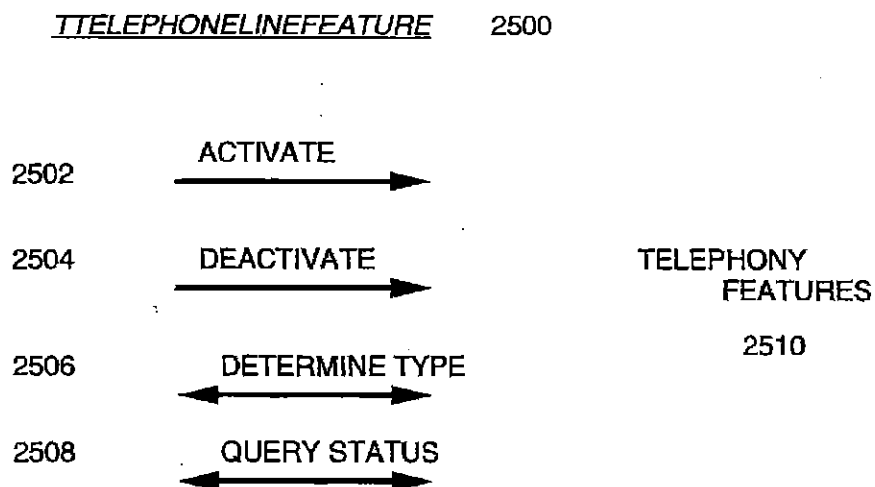 TTELEPHONELINEFEATURE 2500
ACTIVATE
2502
2504 DEACTIVATE TELEPHONY
FEATURES
2510
2506 DETERMINE TYPE
2508 QUERY STATUS